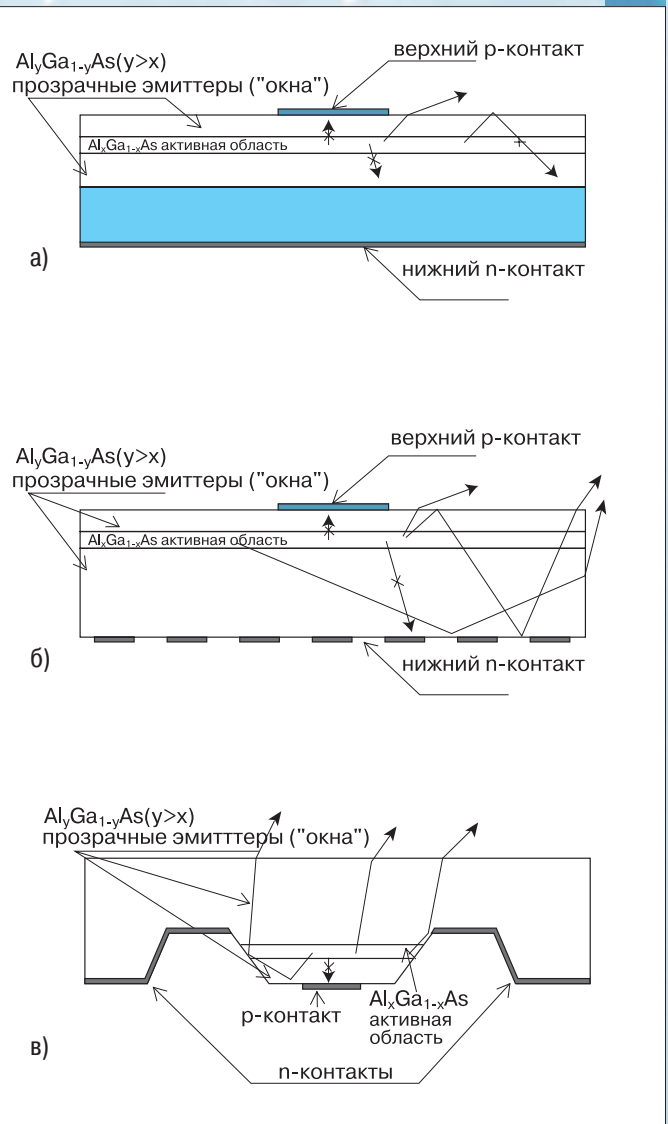 верхний p-контакт
AlyGa1-yAs(y>x)
прозрачные эмиттеры ("окна")
AlxGa1-xAs активная область
нижний n-контакт
а)
верхний p-контакт
AlyGa1-yAs(y>x)
прозрачные эмиттеры ("окна")
AlxGa1-xAs активная область
нижний n-контакт
б)
AlyGa1-yAs(y>x)
прозрачные эмитттеры ("окна")
AlxGa1-xAs
активная
область
p-контакт
в)
n-контакты